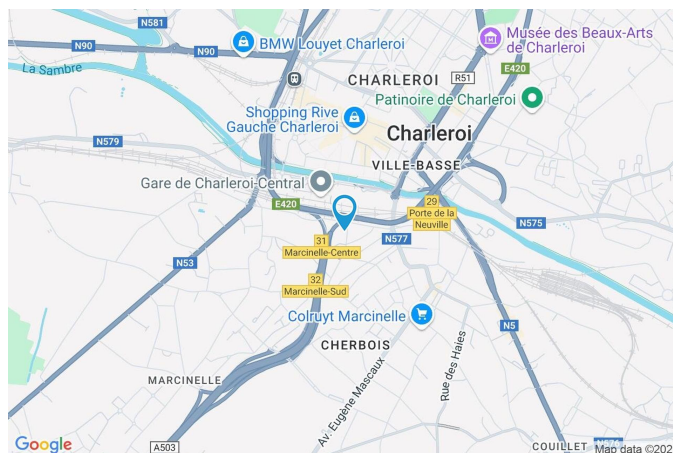 N581
N90
N90
BMW Louyet Charleroi
Musée des Beaux-Arts
de Charleroi
La Sambre
CHARLEROI
R51
E420
Patinoire de Charleroi
Shopping Rive
Gauche Charleroi
Charleroi
N579
VILLE-BASSE
Gare de Charleroi-Central
E420
29
Porte de la
Neuville
N575
31
Marcinelle-Centre
N577
N53
32
Marcinelle-Sud
Colruyt Marcinelle
N5
CHERBOIS
MARCINELLE
Av. Eugène Mascaux
Rue des Haies
Google
A503
COUILLET
Map data ©202